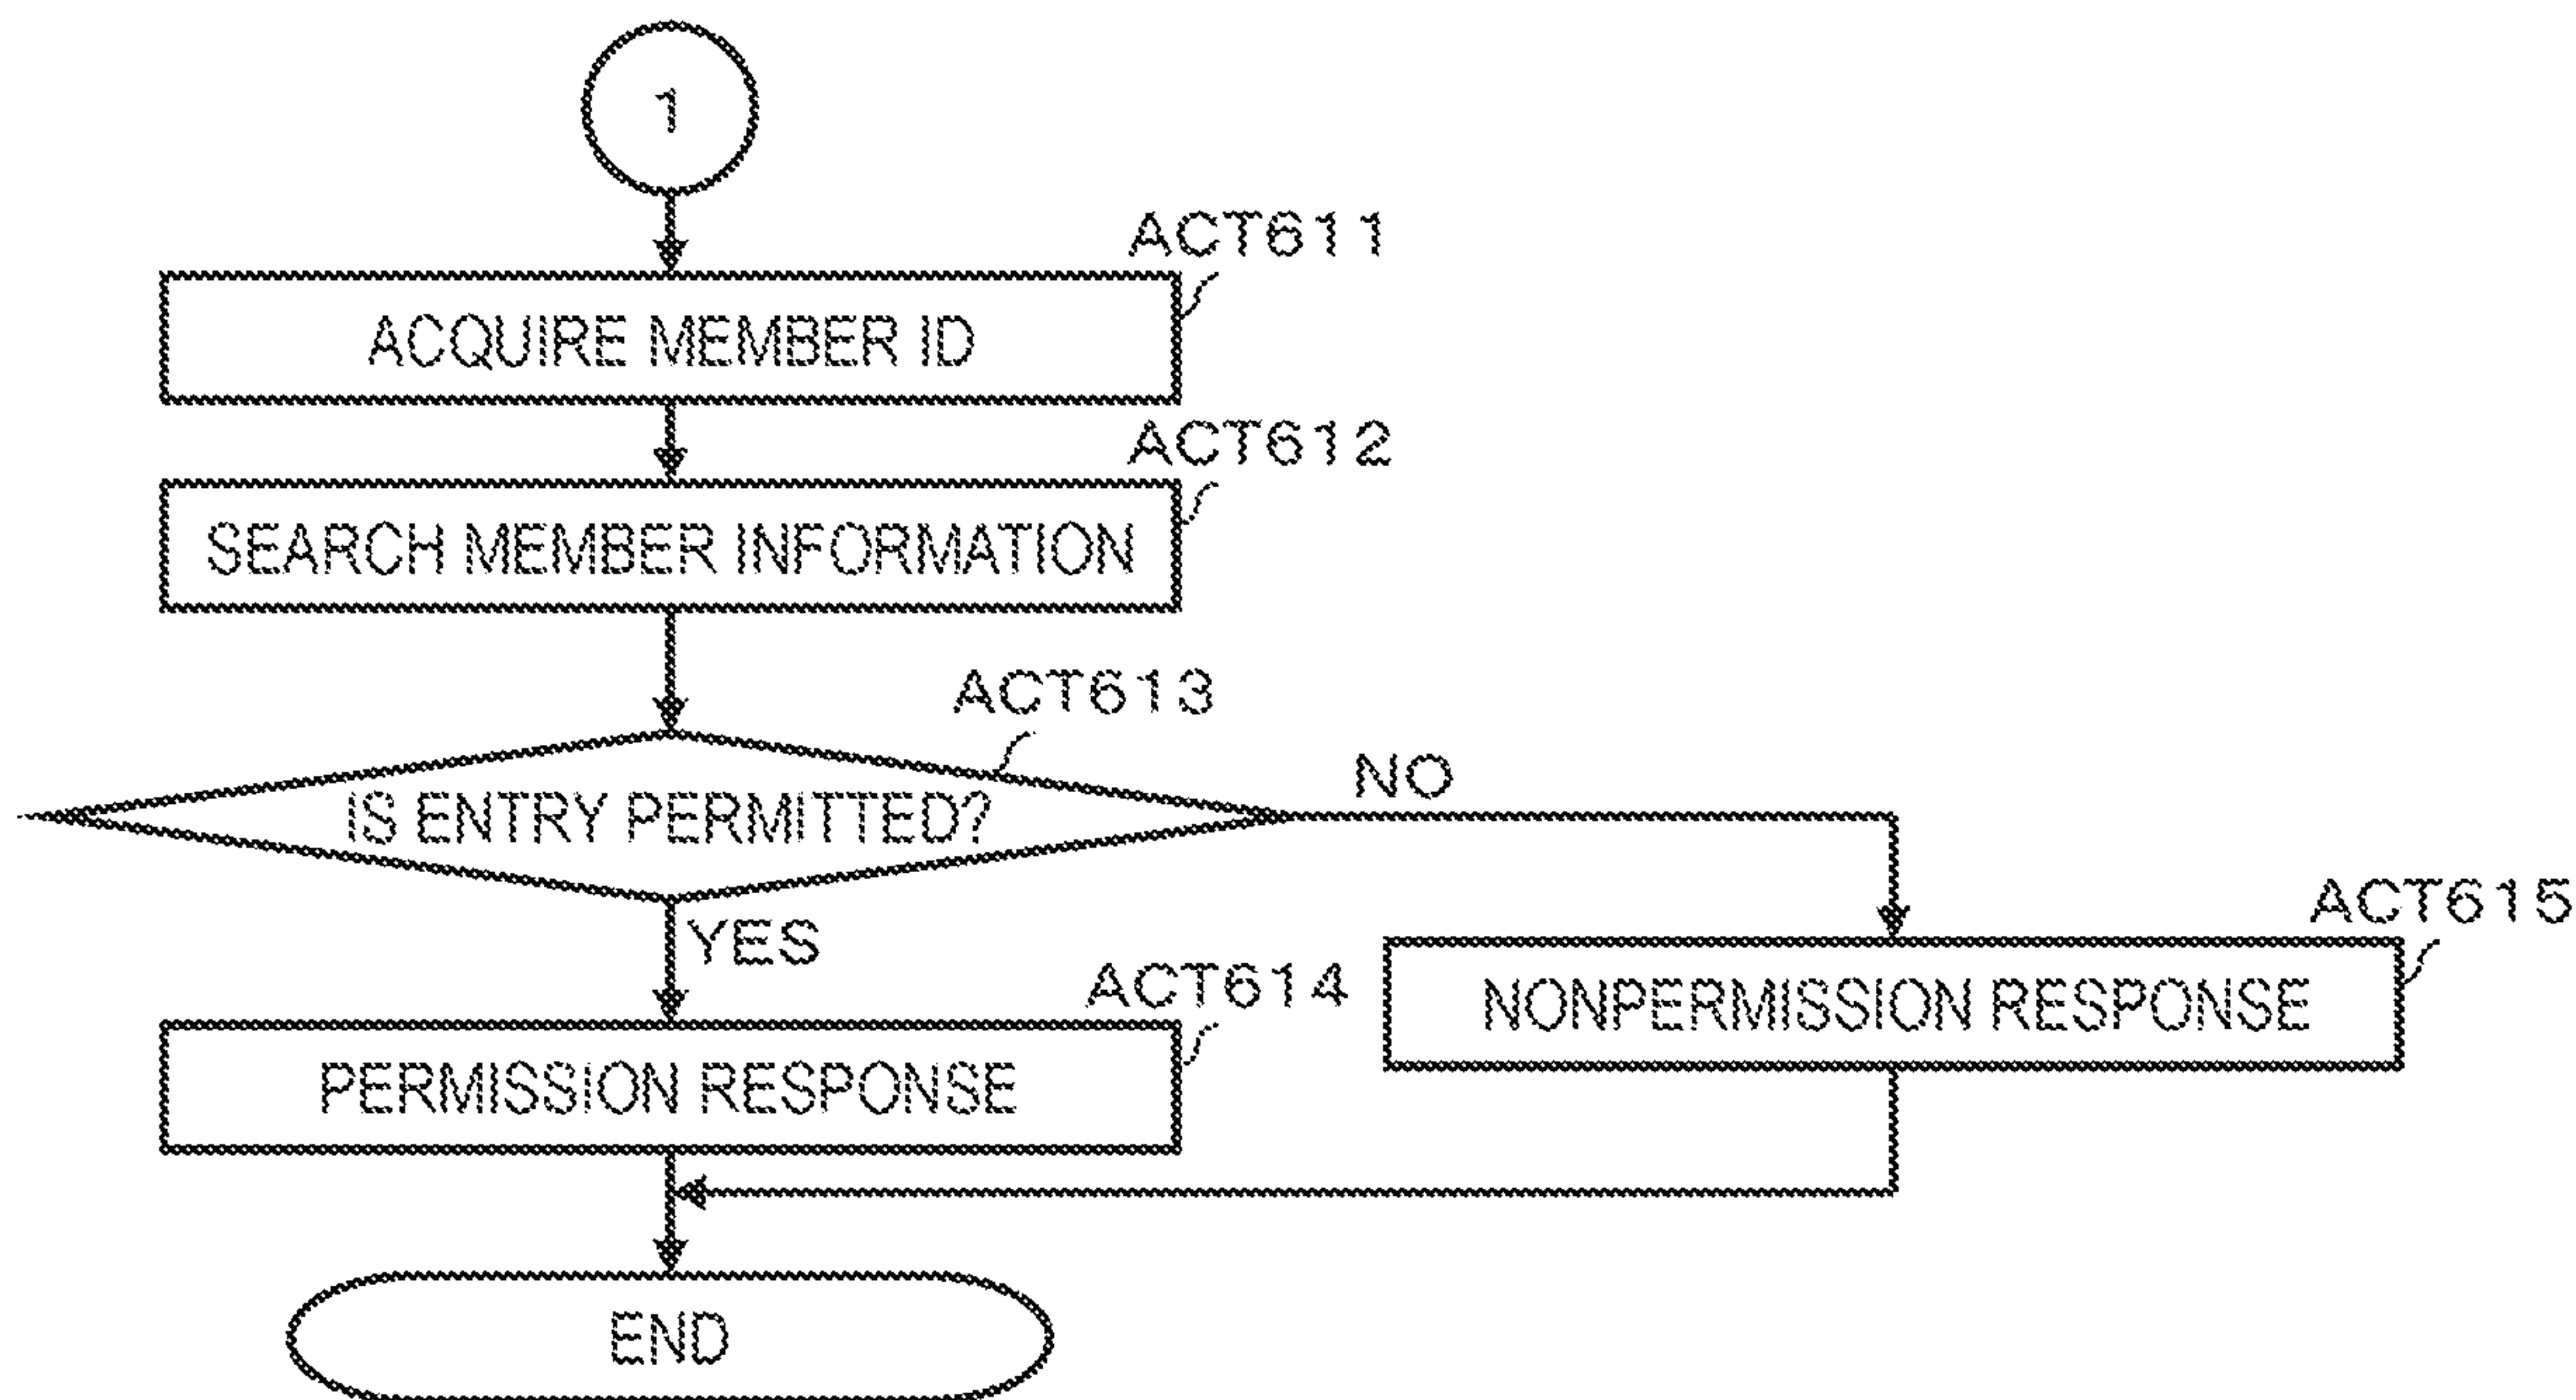 1
ACT611
ACQUIRE MEMBER ID
ACT612
SEARCH MEMBER INFORMATION
ACT613
IS ENTRY PERMITTED?
NO
YES
ACT614
PERMISSION RESPONSE
ACT615
NONPERMISSION RESPONSE
END